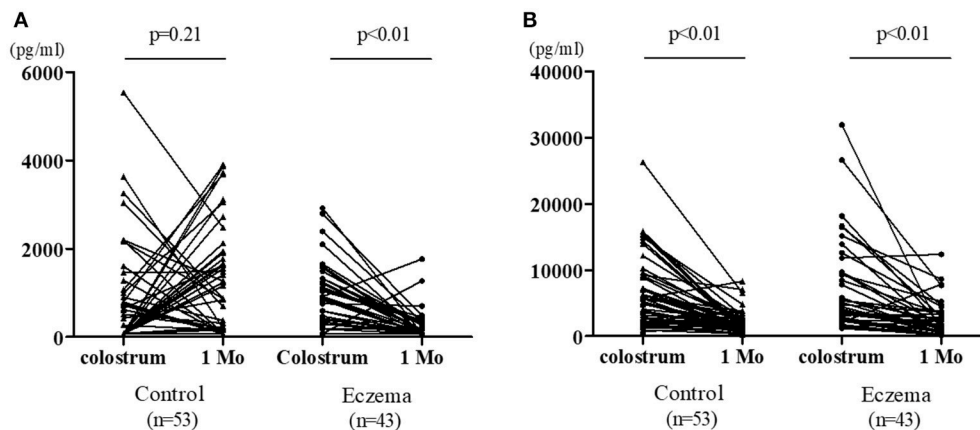 A
(pg/ml)
p=0.21
p<0.01
6000
4000
2000
0
colostrum
1 Mo
Colostrum
1 Mo
Control
(n=53)
Eczema
(n=43)
B
(pg/ml)
p<0.01
p<0.01
40000
30000
20000
10000
0
colostrum
1 Mo
colostrum
1 Mo
Control
(n=53)
Eczema
(n=43)